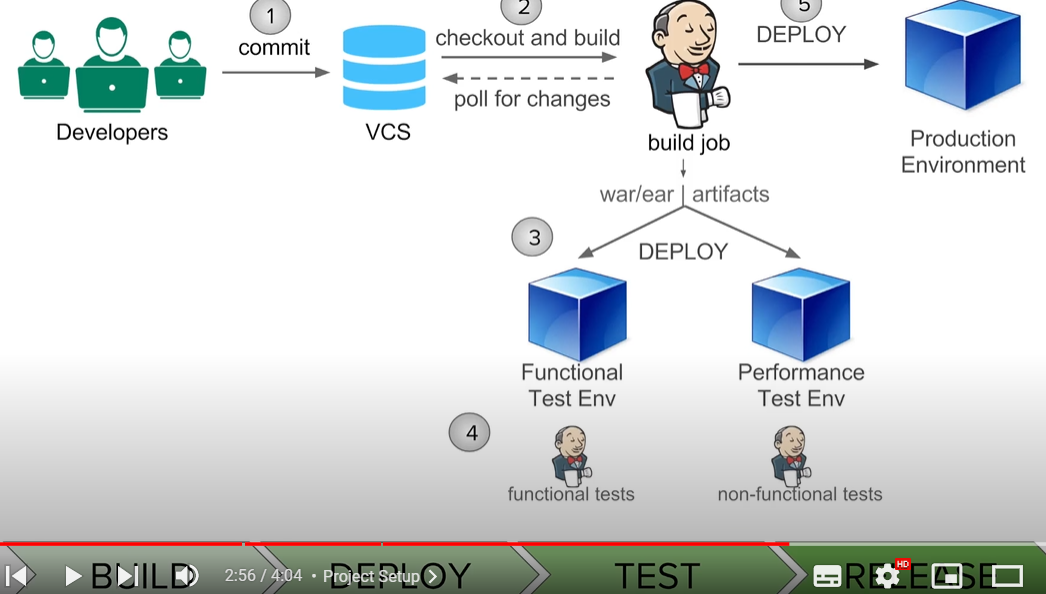 1
2
5
commit
checkout and build
DEPLOY
poll for changes
Developers
VCS
build job
Production
Environment
war/ear | artifacts
3
DEPLOY
Functional
Test Env
Performance
Test Env
4
functional tests
non-functional tests
BUILD
DEPLOY
TEST
RELEASE
2:56 / 4:04 • Project Setup
HD